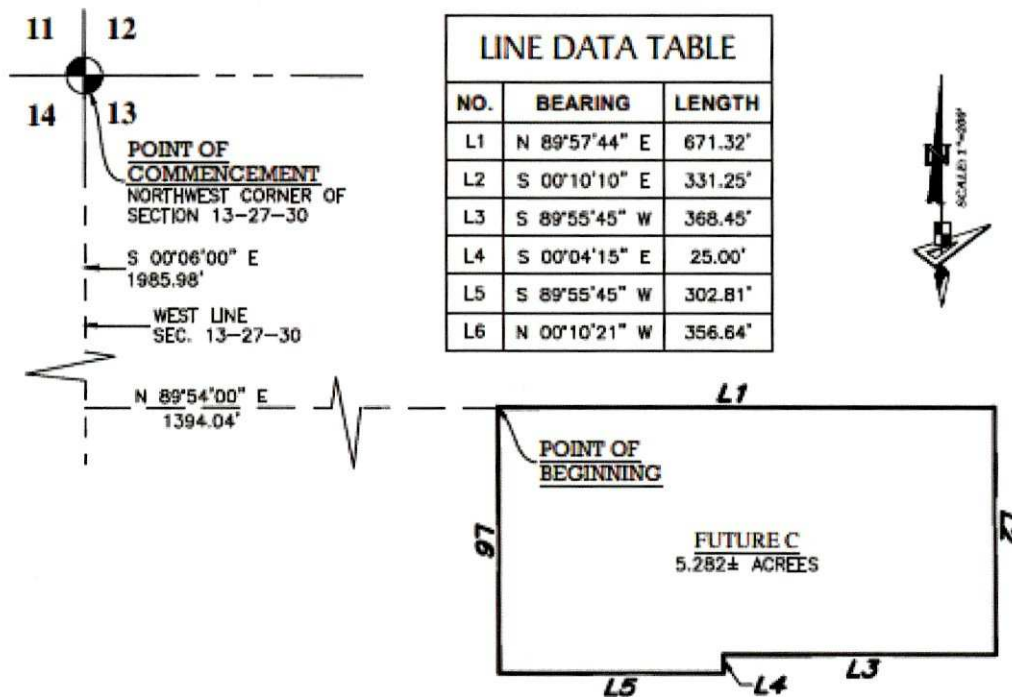 11 12
14 13
POINT OF
COMMENCEMENT
NORTHWEST CORNER OF
SECTION 13-27-30
S 00°06'00" E
1985.98'
WEST LINE
SEC. 13-27-30
N 89°54'00" E
1394.04'
LINE DATA TABLE
NO. BEARING LENGTH
L1 N 89°57'44" E 671.32'
L2 S 00°10'10" E 331.25'
L3 S 89°55'45" W 368.45'
L4 S 00°04'15" E 25.00'
L5 S 89°55'45" W 302.81'
L6 N 00°10'21" W 356.64'
N
SCALE: 1"=200'
L1
POINT OF
BEGINNING
L6
L2
FUTURE C
5.282± ACREES
L3
L4
L5